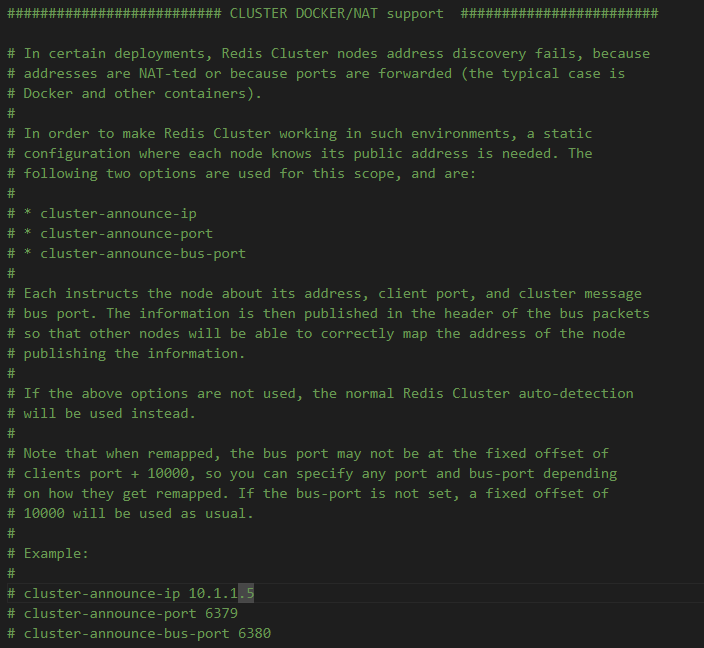 ########################## CLUSTER DOCKER/NAT support  ########################
# In certain deployments, Redis Cluster nodes address discovery fails, because
# addresses are NAT-ted or because ports are forwarded (the typical case is
# Docker and other containers).
#
# In order to make Redis Cluster working in such environments, a static
# configuration where each node knows its public address is needed. The
# following two options are used for this scope, and are:
#
# * cluster-announce-ip
# * cluster-announce-port
# * cluster-announce-bus-port
#
# Each instructs the node about its address, client port, and cluster message
# bus port. The information is then published in the header of the bus packets
# so that other nodes will be able to correctly map the address of the node
# publishing the information.
#
# If the above options are not used, the normal Redis Cluster auto-detection
# will be used instead.
#
# Note that when remapped, the bus port may not be at the fixed offset of
# clients port + 10000, so you can specify any port and bus-port depending
# on how they get remapped. If the bus-port is not set, a fixed offset of
# 10000 will be used as usual.
#
# Example:
#
# cluster-announce-ip 10.1.1.5
# cluster-announce-port 6379
# cluster-announce-bus-port 6380